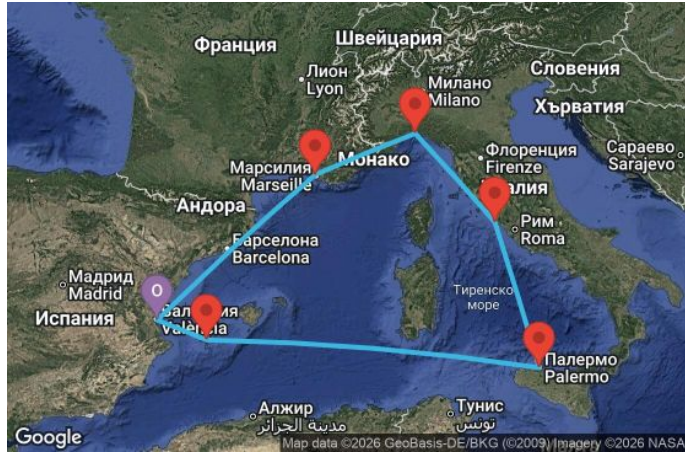 Франция
Швейцария
Словения
Лион
Lyon
Милано
Milano
Хърватия
Марсилия
Marseille
Монако
Флоренция
Firenze
Сараево
Sarajevo
Андора
Рим
Roma
Барселона
Barcelona
Мадрид
Madrid
O
València
Испания
Тиренско
море
Палермо
Palermo
Алжир
مدينة الجزائر
Тунис
تونس
Google
Map data ©2026 GeoBasis-DE/BKG (©2009) Imagery ©2026 NASA